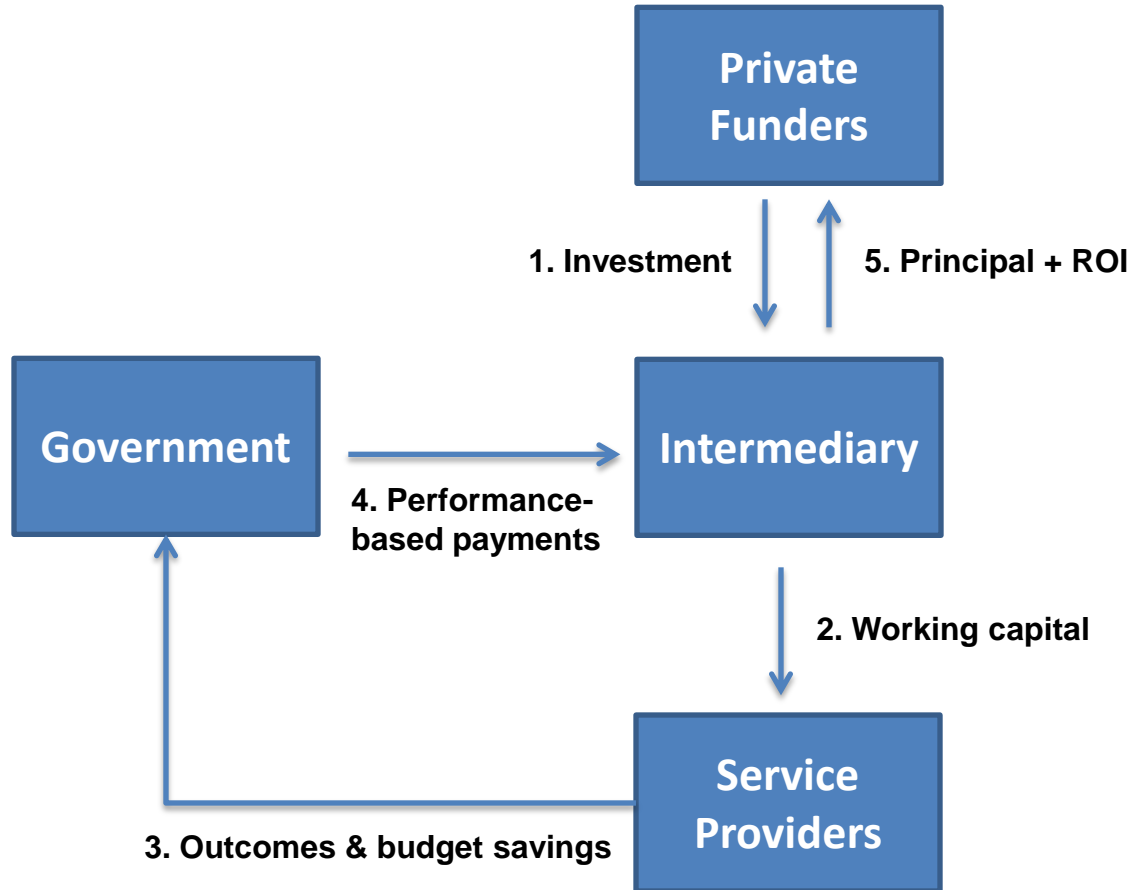 Private
Funders
1. Investment
5. Principal + ROI
Government
Intermediary
4. Performance-
based payments
2. Working capital
Service
Providers
3. Outcomes & budget savings